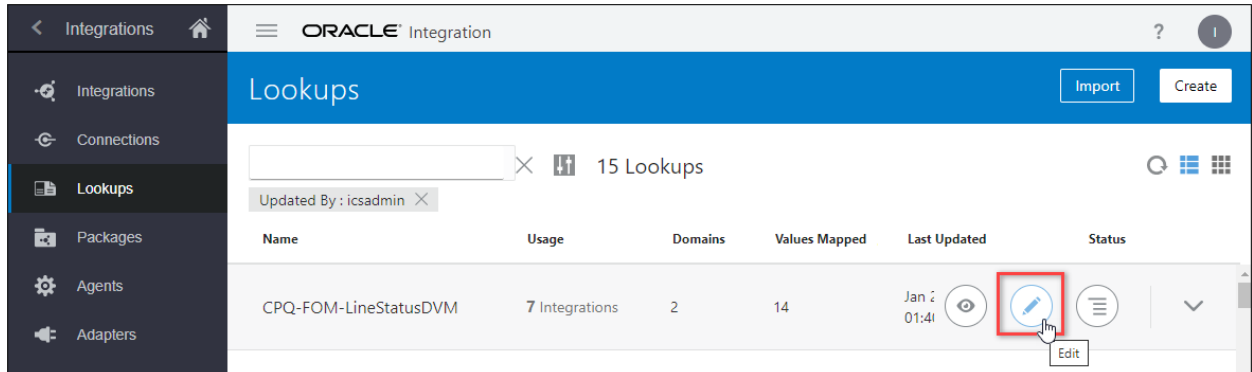 Integrations
ORACLE Integration
?
I
Integrations
Connections
Lookups
Packages
Agents
Adapters
Lookups
Import
Create
15 Lookups
Updated By : icsadmin
Name Usage Domains Values Mapped Last Updated Status
CPQ-FOM-LineStatusDVM 7 Integrations 2 14 Jan
Edit